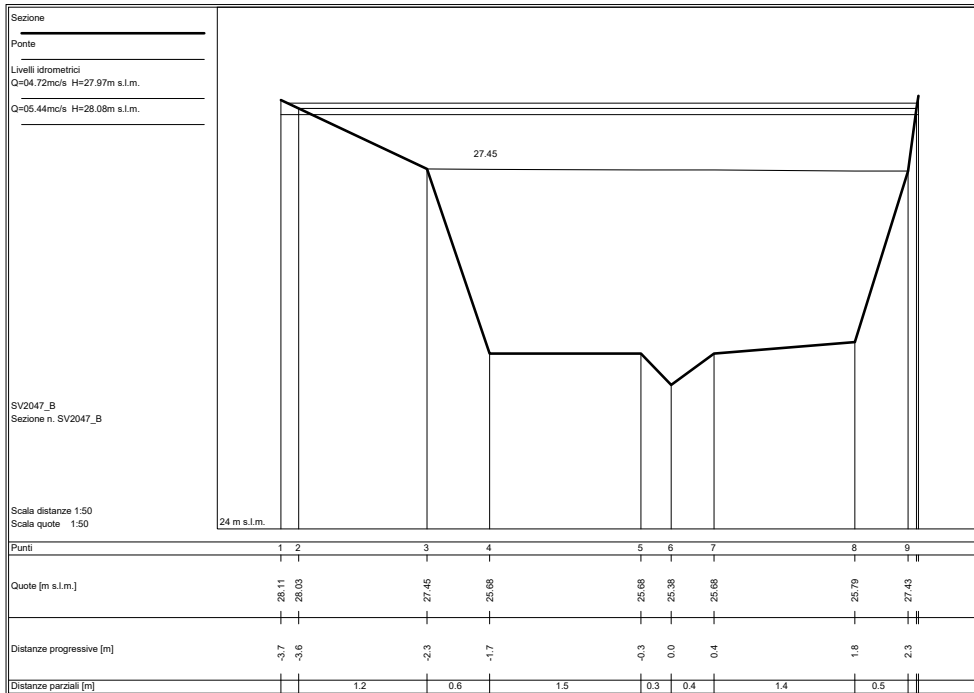 Sezione
Ponte
Livelli idrometrici
Q=04.72mc/s H=27.97m s.l.m.
Q=05.44mc/s H=28.08m s.l.m.
27.45
SV2047_B
Sezione n. SV2047_B
Scala distanze 1:50
Scala quote 1:50
24 m s.l.m.
Punti 1 2 3 4 5 6 7 8 9
Quote [m s.l.m.] 28.11 28.03 27.45 25.68 25.68 25.38 25.68 25.79 27.43
Distanze progressive [m] -3.7 -3.6 -2.3 -1.7 -0.3 0.0 0.4 1.8 2.3
Distanze parziali [m] 1.2 0.6 1.5 0.3 0.4 1.4 0.5